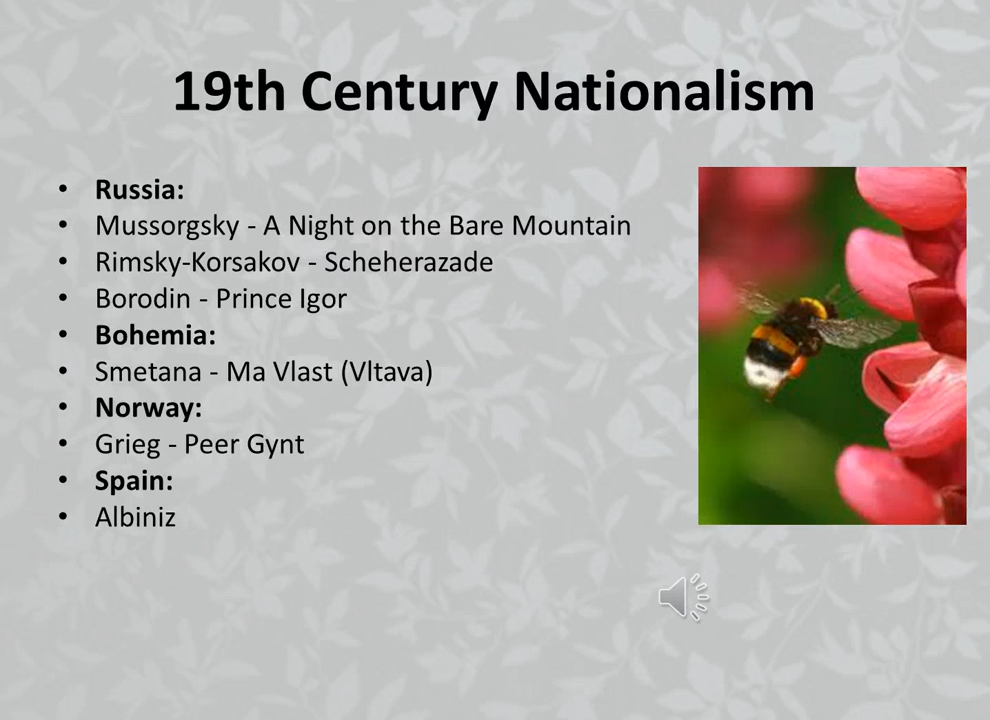 19th Century Nationalism
• Russia:
• Mussorgsky - A Night on the Bare Mountain
• Rimsky-Korsakov - Scheherazade
• Borodin - Prince Igor
• Bohemia:
• Smetana - Ma Vlast (Vltava)
• Norway:
• Grieg - Peer Gynt
• Spain:
• Albiniz